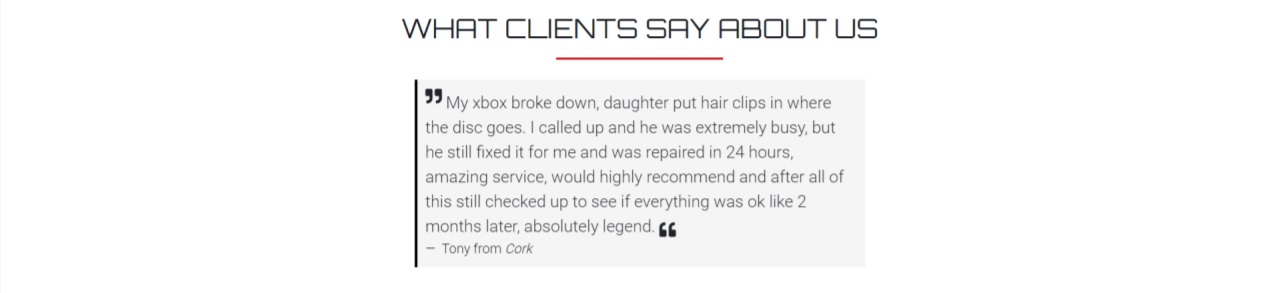 WHAT CLIENTS SAY ABOUT US
” My xbox broke down, daughter put hair clips in where
the disc goes. I called up and he was extremely busy, but
he still fixed it for me and was repaired in 24 hours,
amazing service, would highly recommend and after all of
this still checked up to see if everything was ok like 2
months later, absolutely legend. “
— Tony from Cork